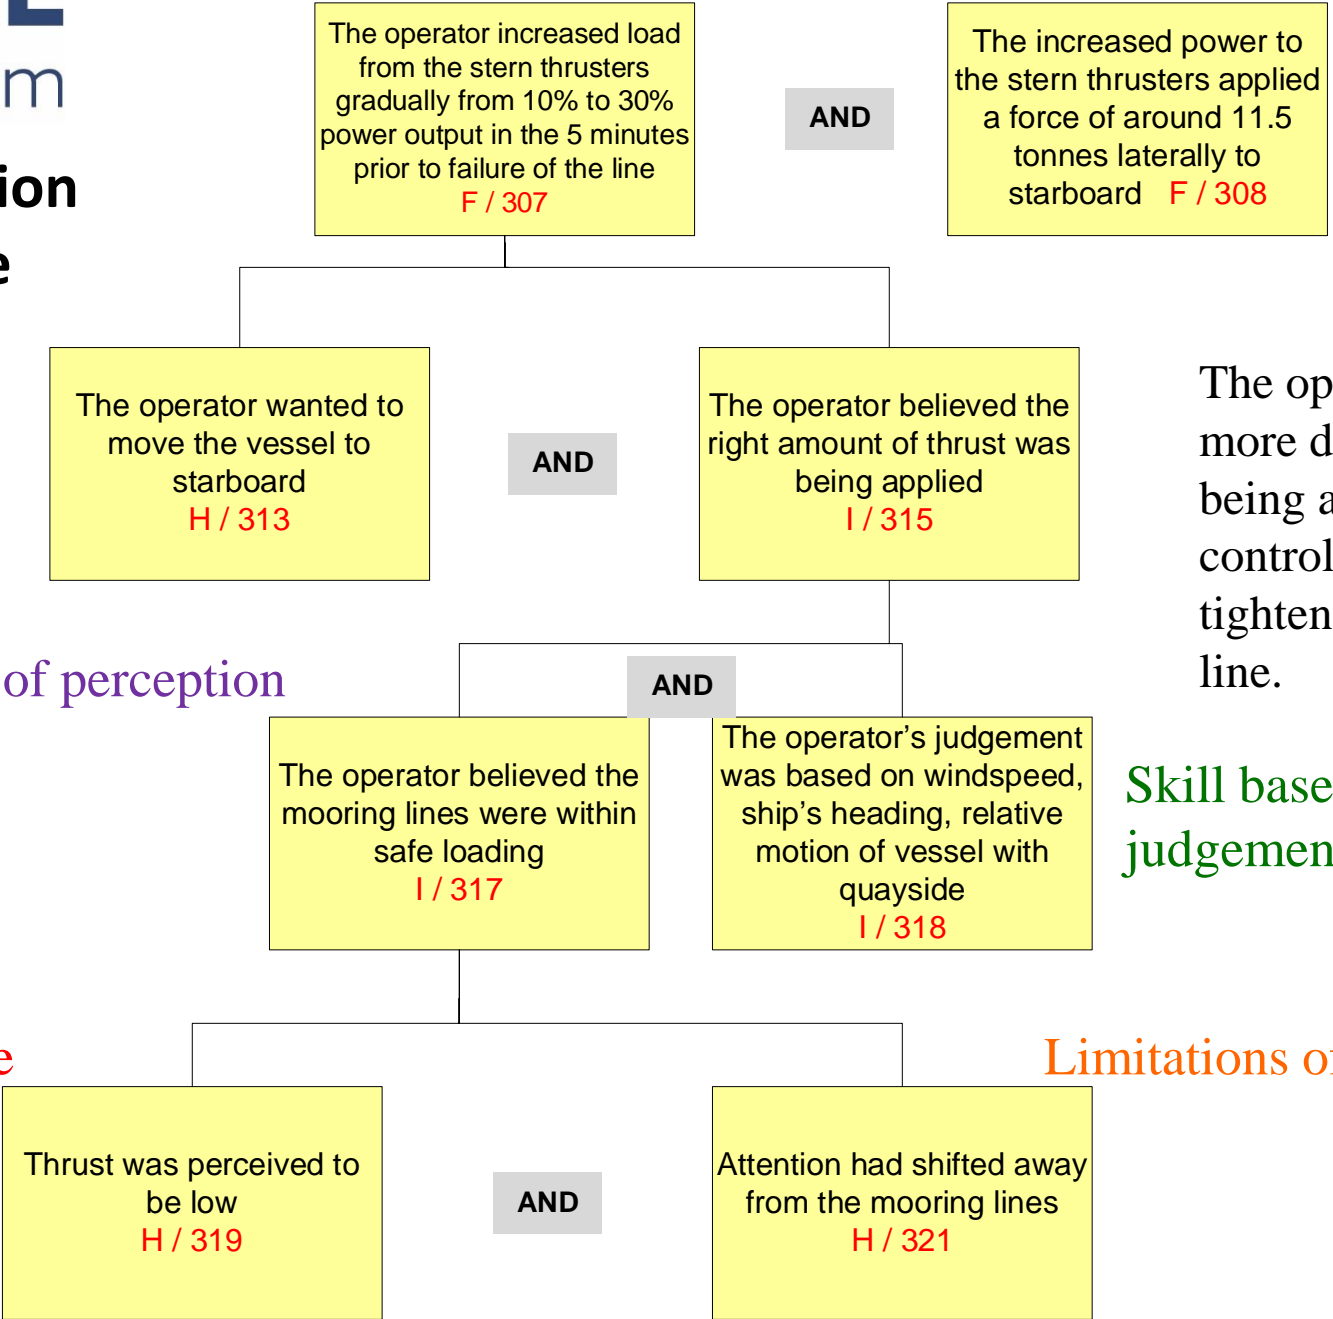 The operator increased load
from the stern thrusters
gradually from 10% to 30%
power output in the 5 minutes
prior to failure of the line
F / 307
AND
The increased power to
the stern thrusters applied
a force of around 11.5
tonnes laterally to
starboard F / 308
The operator wanted to
move the vessel to
starboard
H / 313
AND
The operator believed the
right amount of thrust was
being applied
I / 315
The
more
being
control
tighten
line.
of perception
AND
The operator believed the
mooring lines were within
safe loading
I / 317
The operator’s judgement
was based on windspeed,
ship’s heading, relative
motion of vessel with
quayside
I / 318
Skill base
judgemen
Limitations
Thrust was perceived to
be low
H / 319
AND
Attention had shifted away
from the mooring lines
H / 321